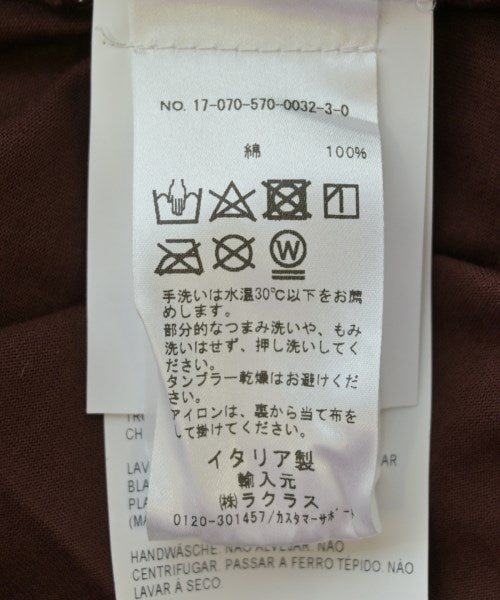 NO. 17-070-570-0032-3-0
綿 100%
W
手洗いは水温30℃以下をお薦
めします。
部分的なつまみ洗いや、もみ
洗いはせず、押し洗いしてく
ださい。
タンブラー乾燥はお避けくだ
さい。
アイロンは、裏から当て布を
して掛けてください。
イタリア製
輸入元
㈱ラクラス
0120-301457/カスタマーサポート
CH
LAV AR
BLA
PLA
(MA
HANDWÄSCHE. NÃO ALVEJAR. NÃO
CENTRIFUGAR. PASSAR A FERRO TÉPIDO. NÃO
LAVAR À SECO.